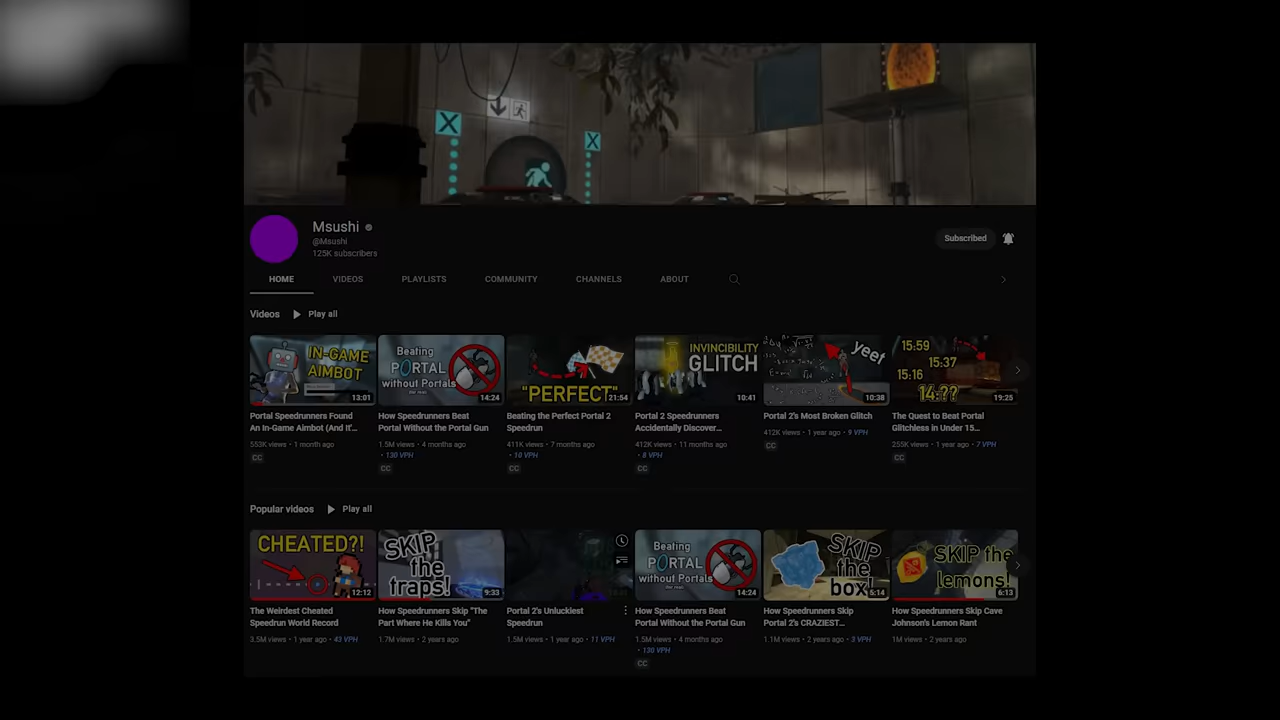 X
X
Msushi
@Msushi
125K subscribers
Subscribed
HOME VIDEOS PLAYLISTS COMMUNITY CHANNELS ABOUT
Videos Play all
IN-GAME
AIMBOT
13:01
Beating
PORTAL
without Portals
14:24
"PERFECT"
21:54
INVINCIBILITY
GLITCH
10:41
yeet
10:38
15:59
15:37
15:16
14:??
19:25
Portal Speedrunners Found
An In-Game Aimbot (And It'...
553K views • 1 month ago
CC
How Speedrunners Beat
Portal Without the Portal Gun
1.5M views • 4 months ago
• 130 VPH
CC
Beating the Perfect Portal 2
Speedrun
411K views • 7 months ago
• 10 VPH
CC
Portal 2 Speedrunners
Accidentally Discover...
412K views • 11 months ago
• 8 VPH
CC
Portal 2's Most Broken Glitch
412K views • 1 year ago • 9 VPH
CC
The Quest to Beat Portal
Glitchless in Under 15...
255K views • 1 year ago • 7 VPH
CC
Popular videos Play all
CHEATED?!
12:12
SKIP
the
traps!
9:33
Beating
PORTAL
without Portals
14:24
SKIP
the
box!
5:14
SKIP the
lemons!
6:13
The Weirdest Cheated
Speedrun World Record
3.5M views • 1 year ago • 43 VPH
How Speedrunners Skip "The
Part Where He Kills You"
1.7M views • 2 years ago
Portal 2's Unluckiest
Speedrun
1.5M views • 1 year ago • 11 VPH
How Speedrunners Beat
Portal Without the Portal Gun
1.5M views • 4 months ago
• 130 VPH
CC
How Speedrunners Skip
Portal 2's CRAZIEST...
1.1M views • 2 years ago • 3 VPH
How Speedrunners Skip Cave
Johnson's Lemon Rant
1M views • 2 years ago